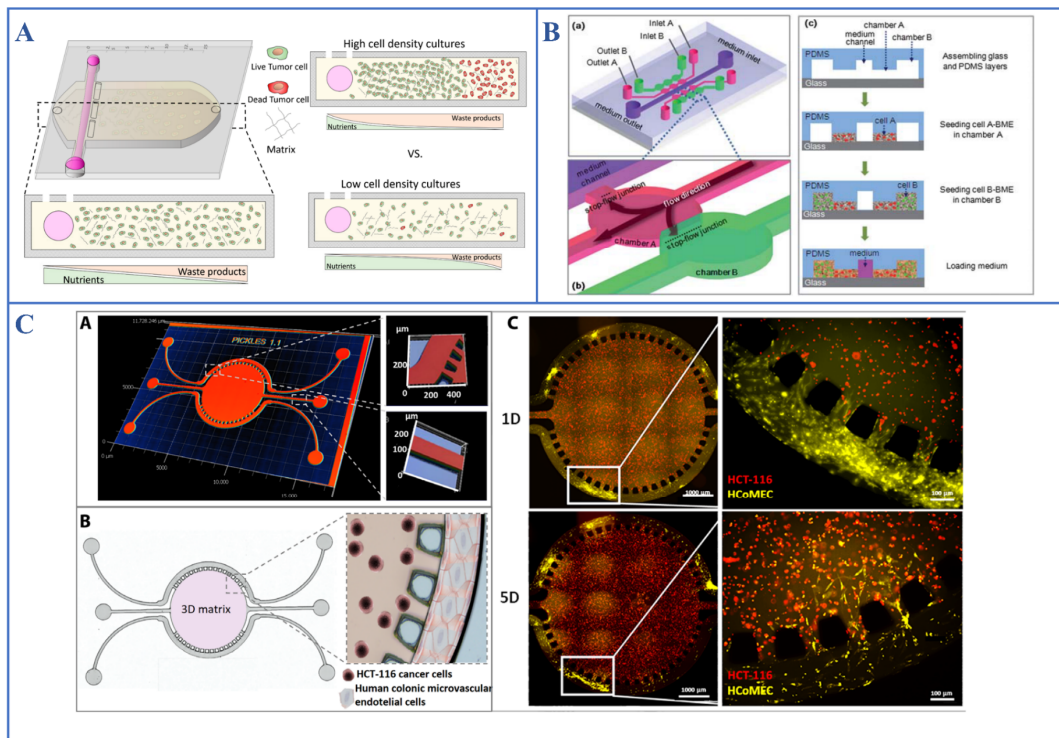 A
Live Tumor cell
Dead Tumor cell
Matrix
Nutrients
Waste products
High cell density cultures
Nutrients
Waste products
VS.
Low cell density cultures
Nutrients
Waste products
B
(a)
Inlet A
Inlet B
Outlet B
Outlet A
medium inlet
medium outlet
medium channel
stop-flow junction
flow direction
chamber A
stop-flow junction
chamber B
(b)
(c)
medium channel
chamber A
chamber B
PDMS
Glass
Assembling glass
and PDMS layers
PDMS
cell A
Glass
Seeding cell A-BME
in chamber A
PDMS
cell B
Glass
Seeding cell B-BME
in chamber B
PDMS
medium
Glass
Loading medium
C
A
PICKLES 1.1
5000
0 µm
5000
10.000
15.000
µm
200
0
0 200 400
µm
200
100
0
B
3D matrix
HCT-116 cancer cells
Human colonic microvascular
endotelial cells
C
1D
1000 µm
HCT-116
HCoMEC
100 µm
5D
1000 µm
HCT-116
HCoMEC
100 µm